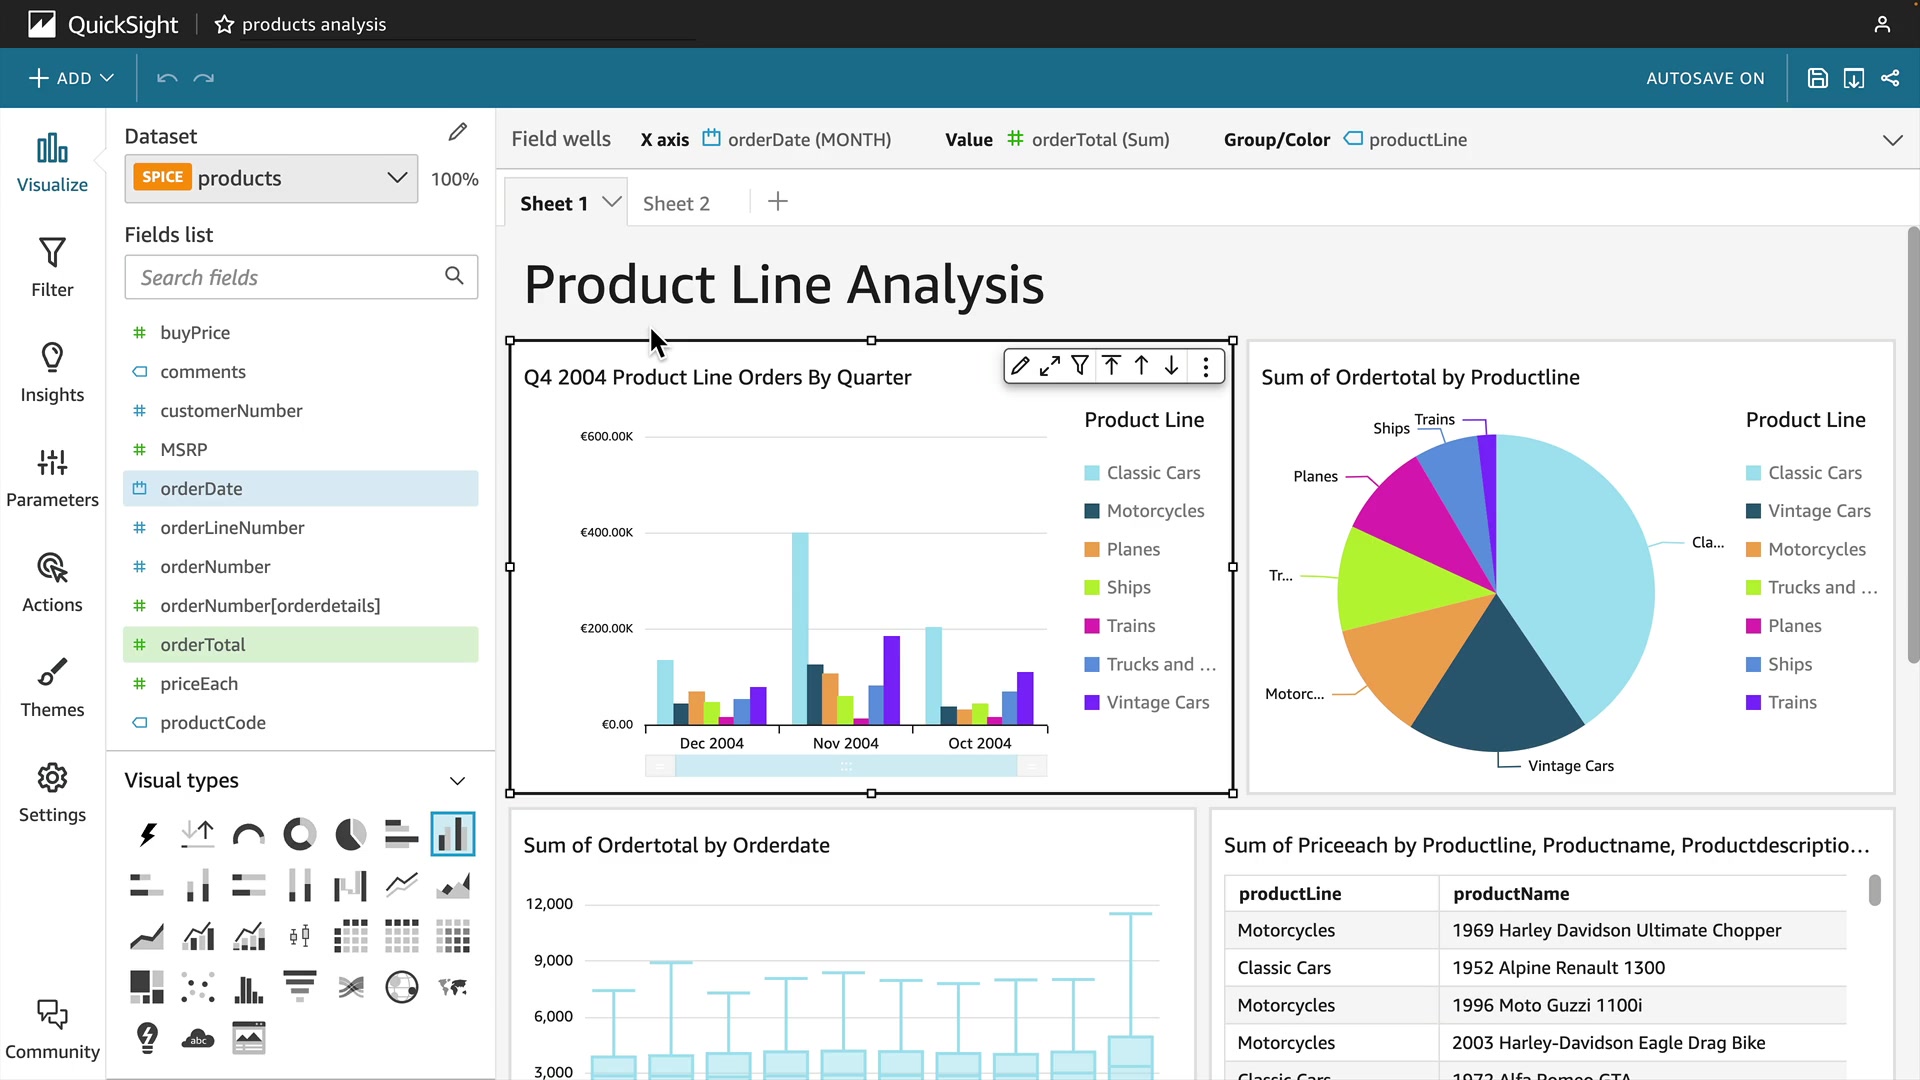 QuickSight
products analysis
ADD
AUTOSAVE ON
Visualize
Filter
Insights
Parameters
Actions
Themes
Settings
Community
Dataset
SPICE products
100%
Fields list
Search fields
buyPrice
comments
customerNumber
MSRP
orderDate
orderLineNumber
orderNumber
orderNumber[orderdetails]
orderTotal
priceEach
productCode
Visual types
abc
Field wells X axis orderDate (MONTH) Value orderTotal (Sum) Group/Color productLine
Sheet 1 Sheet 2
Product Line Analysis
Q4 2004 Product Line Orders By Quarter
€600.00K
€400.00K
€200.00K
€0.00
Dec 2004 Nov 2004 Oct 2004
Product Line
Classic Cars
Motorcycles
Planes
Ships
Trains
Trucks and ...
Vintage Cars
Sum of Ordertotal by Productline
Trains
Ships
Planes
Cla...
Tr...
Motorc...
Vintage Cars
Product Line
Classic Cars
Vintage Cars
Motorcycles
Trucks and ...
Planes
Ships
Trains
Sum of Ordertotal by Orderdate
12,000
9,000
6,000
3,000
Sum of Priceeach by Productline, Productname, Productdescriptio...
productLine productName
Motorcycles 1969 Harley Davidson Ultimate Chopper
Classic Cars 1952 Alpine Renault 1300
Motorcycles 1996 Moto Guzzi 1100i
Motorcycles 2003 Harley-Davidson Eagle Drag Bike
Classic Cars 1972 Alfa Romeo GTA